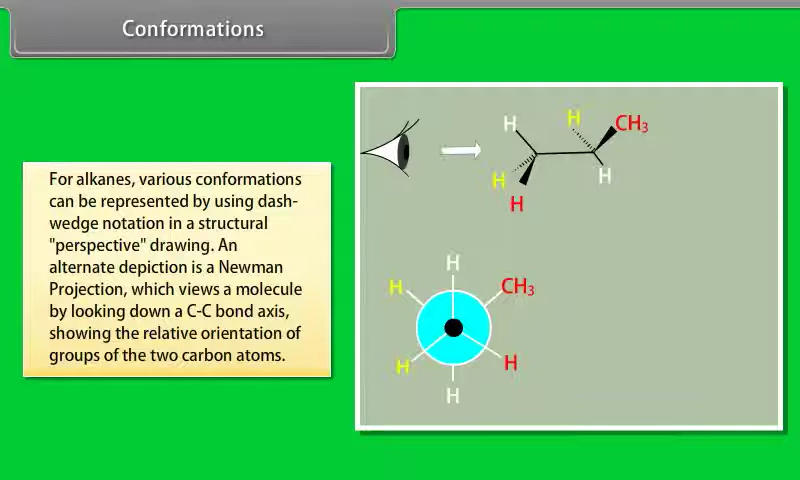 Conformations
For alkanes, various conformations
can be represented by using dash-
wedge notation in a structural
"perspective" drawing. An
alternate depiction is a Newman
Projection, which views a molecule
by looking down a C-C bond axis,
showing the relative orientation of
groups of the two carbon atoms.
H H CH₃
H H
H
H
H CH₃
H H
H